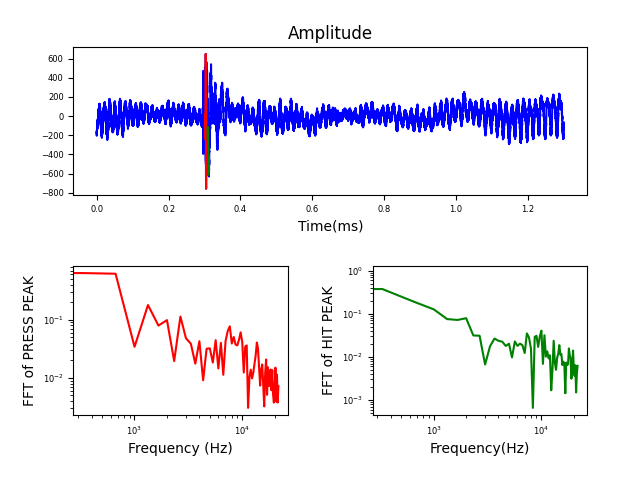 Amplitude
600
400
200
0
−200
−400
−600
−800
0.0 0.2 0.4 0.6 0.8 1.0 1.2
Time(ms)
FFT of PRESS PEAK
10⁻¹
10⁻²
10³ 10⁴
Frequency (Hz)
FFT of HIT PEAK
10⁰
10⁻¹
10⁻²
10⁻³
10³ 10⁴
Frequency(Hz)